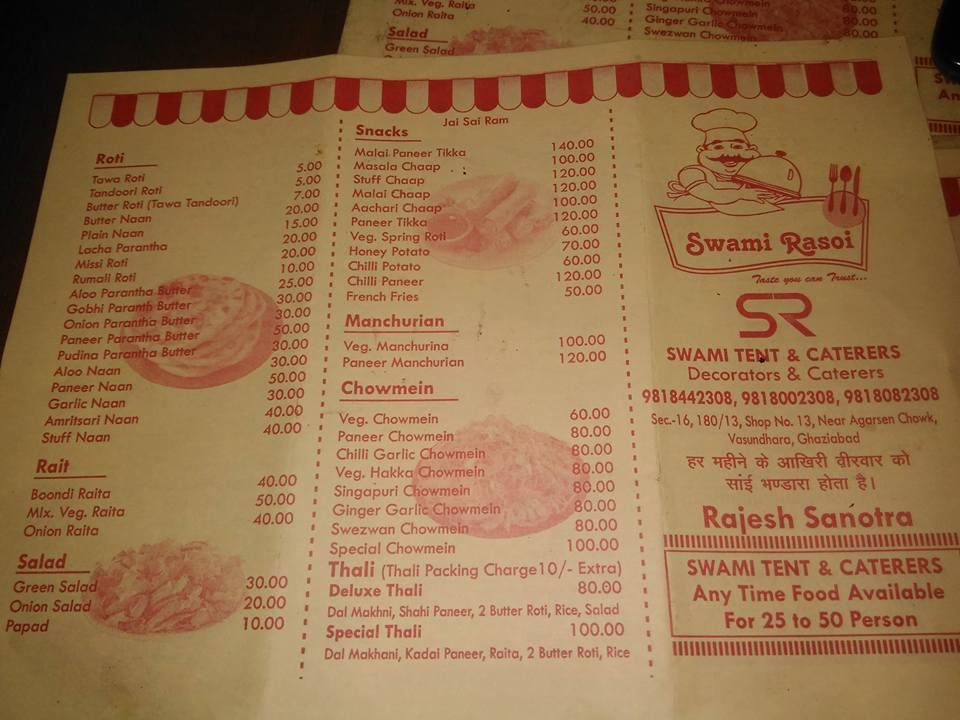 Mlx. Veg. Raita 50.00
Onion Raita 40.00
Salad
Green Salad
Singapuri Chowmein
Ginger Garlic Chowmein 80.00
Swezwan Chowmein 80.00
Jai Sai Ram
Roti
Tawa Roti 5.00
Tandoori Roti 5.00
Butter Roti (Tawa Tandoori) 7.00
Butter Naan 20.00
Plain Naan 15.00
Lacha Parantha 20.00
Missi Roti 20.00
Rumali Roti 10.00
Aloo Parantha Butter 25.00
Gobhi Paranth Butter 30.00
Onion Parantha Butter 30.00
Paneer Parantha Butter 50.00
Pudina Parantha Butter 30.00
Aloo Naan 30.00
Paneer Naan 50.00
Garlic Naan 30.00
Amritsari Naan 40.00
Stuff Naan 40.00
Rait
Boondi Raita 40.00
MIx. Veg. Raita 50.00
Onion Raita 40.00
Salad
Green Salad 30.00
Onion Salad 20.00
Papad 10.00
Snacks
Malai Paneer Tikka 140.00
Masala Chaap 100.00
Stuff Chaap 120.00
Malai Chaap 120.00
Aachari Chaap 100.00
Paneer Tikka 120.00
Veg. Spring Roti 60.00
Honey Potato 70.00
Chilli Potato 60.00
Chilli Paneer 120.00
French Fries 50.00
Manchurian
Veg. Manchurina 100.00
Paneer Manchurian 120.00
Chowmein
Veg. Chowmein 60.00
Paneer Chowmein 80.00
Chilli Garlic Chowmein 80.00
Veg. Hakka Chowmein 80.00
Singapuri Chowmein 80.00
Ginger Garlic Chowmein 80.00
Swezwan Chowmein 80.00
Special Chowmein 100.00
Thali (Thali Packing Charge10/- Extra)
Deluxe Thali 80.00
Dal Makhni, Shahi Paneer, 2 Butter Roti, Rice, Salad
Special Thali 100.00
Dal Makhani, Kadai Paneer, Raita, 2 Butter Roti, Rice
Swami Rasoi
Taste you can Trust...
SR
SWAMI TENT & CATERERS
Decorators & Caterers
9818442308, 9818002308, 9818082308
Sec.-16, 180/13, Shop No. 13, Near Agarsen Chowk,
Vasundhara, Ghaziabad
हर महीने के आखिरी वीरवार को
सांई भण्डारा होता है।
Rajesh Sanotra
SWAMI TENT & CATERERS
Any Time Food Available
For 25 to 50 Person